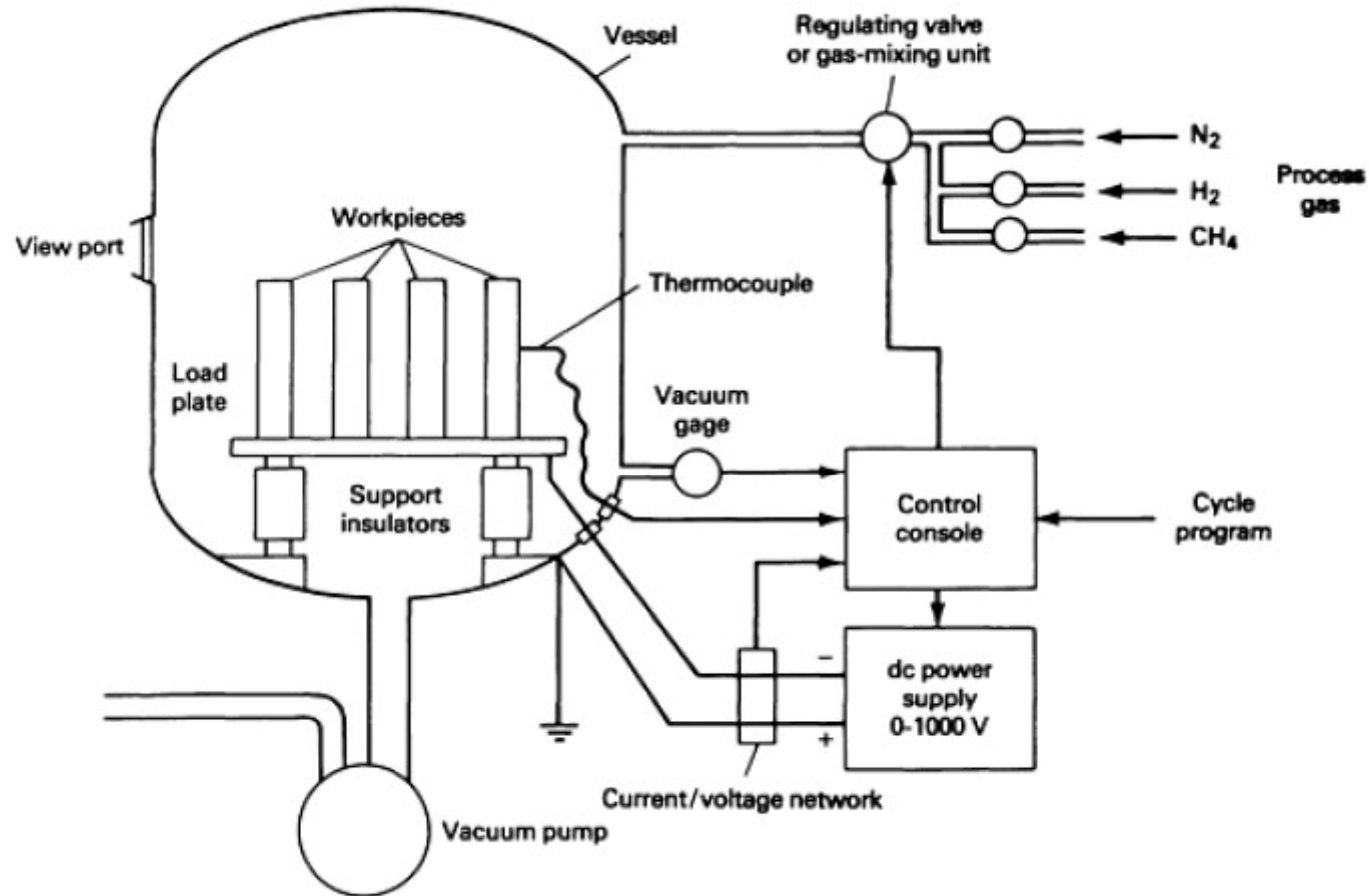 Vessel
Regulating valve
or gas-mixing unit
N₂
H₂
CH₄
Process
gas
View port
Workpieces
Thermocouple
Load
plate
Vacuum
gage
Support
insulators
Control
console
Cycle
program
−
+
dc power
supply
0-1000 V
Current/voltage network
Vacuum pump